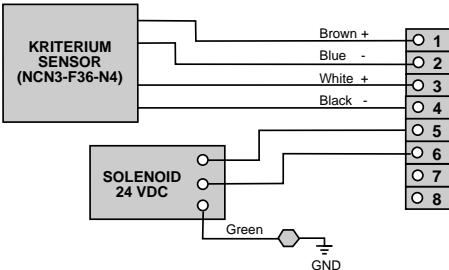 KRITERIUM
SENSOR
(NCN3-F36-N4)
Brown +
Blue -
White +
Black -
1
2
3
4
5
6
7
8
SOLENOID
24 VDC
Green
GND